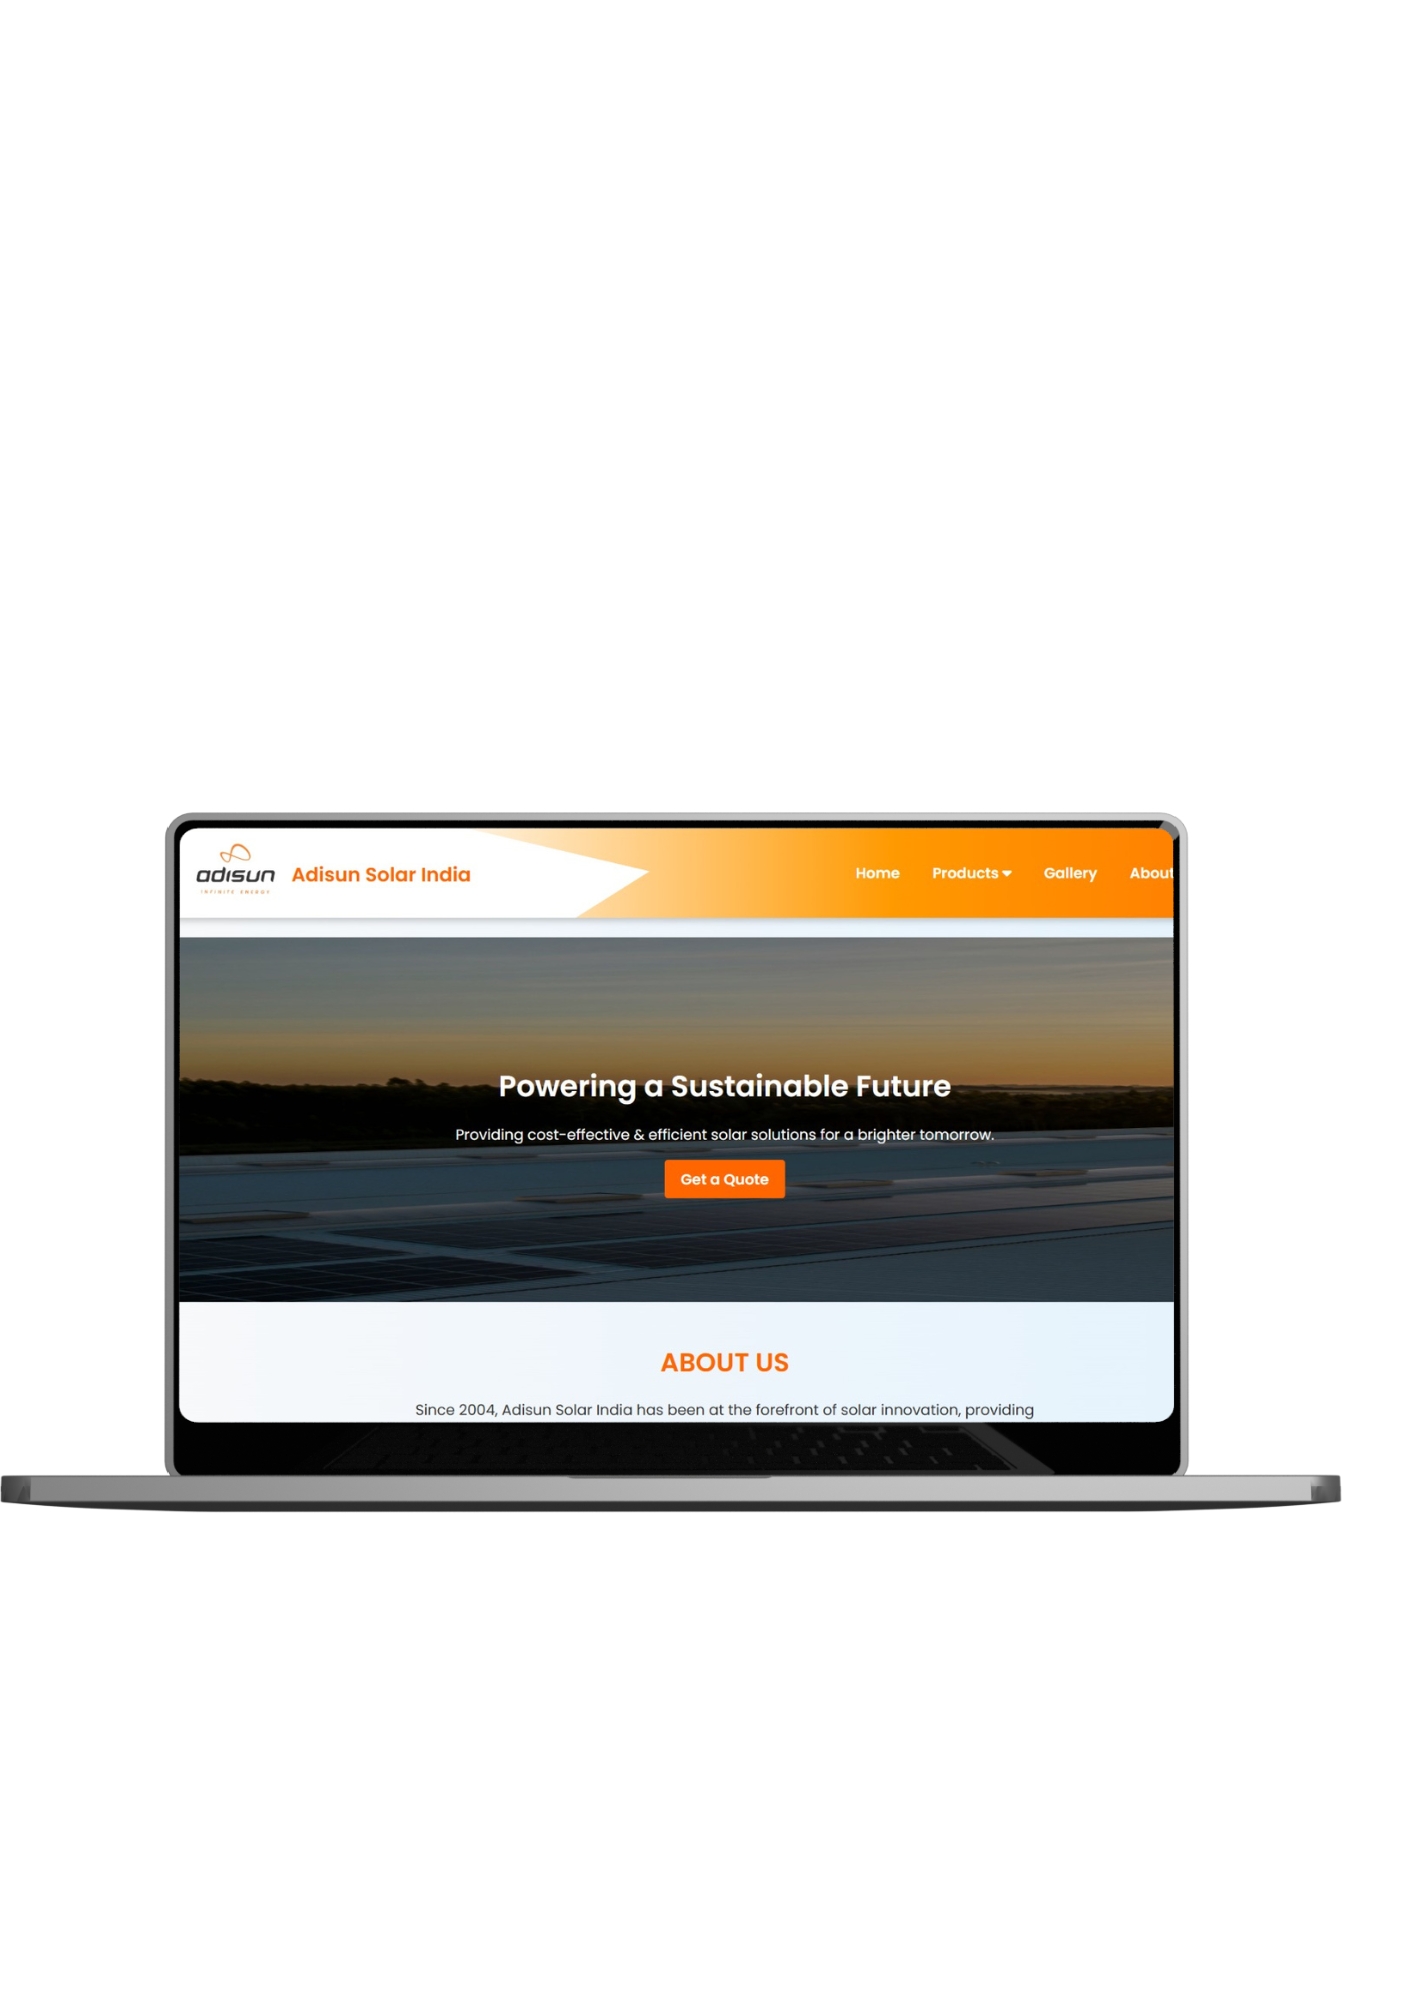 adisun
INFINITE ENERGY
Adisun Solar India
Home
Products
Gallery
About
Powering a Sustainable Future
Providing cost-effective & efficient solar solutions for a brighter tomorrow.
Get a Quote
ABOUT US
Since 2004, Adisun Solar India has been at the forefront of solar innovation, providing